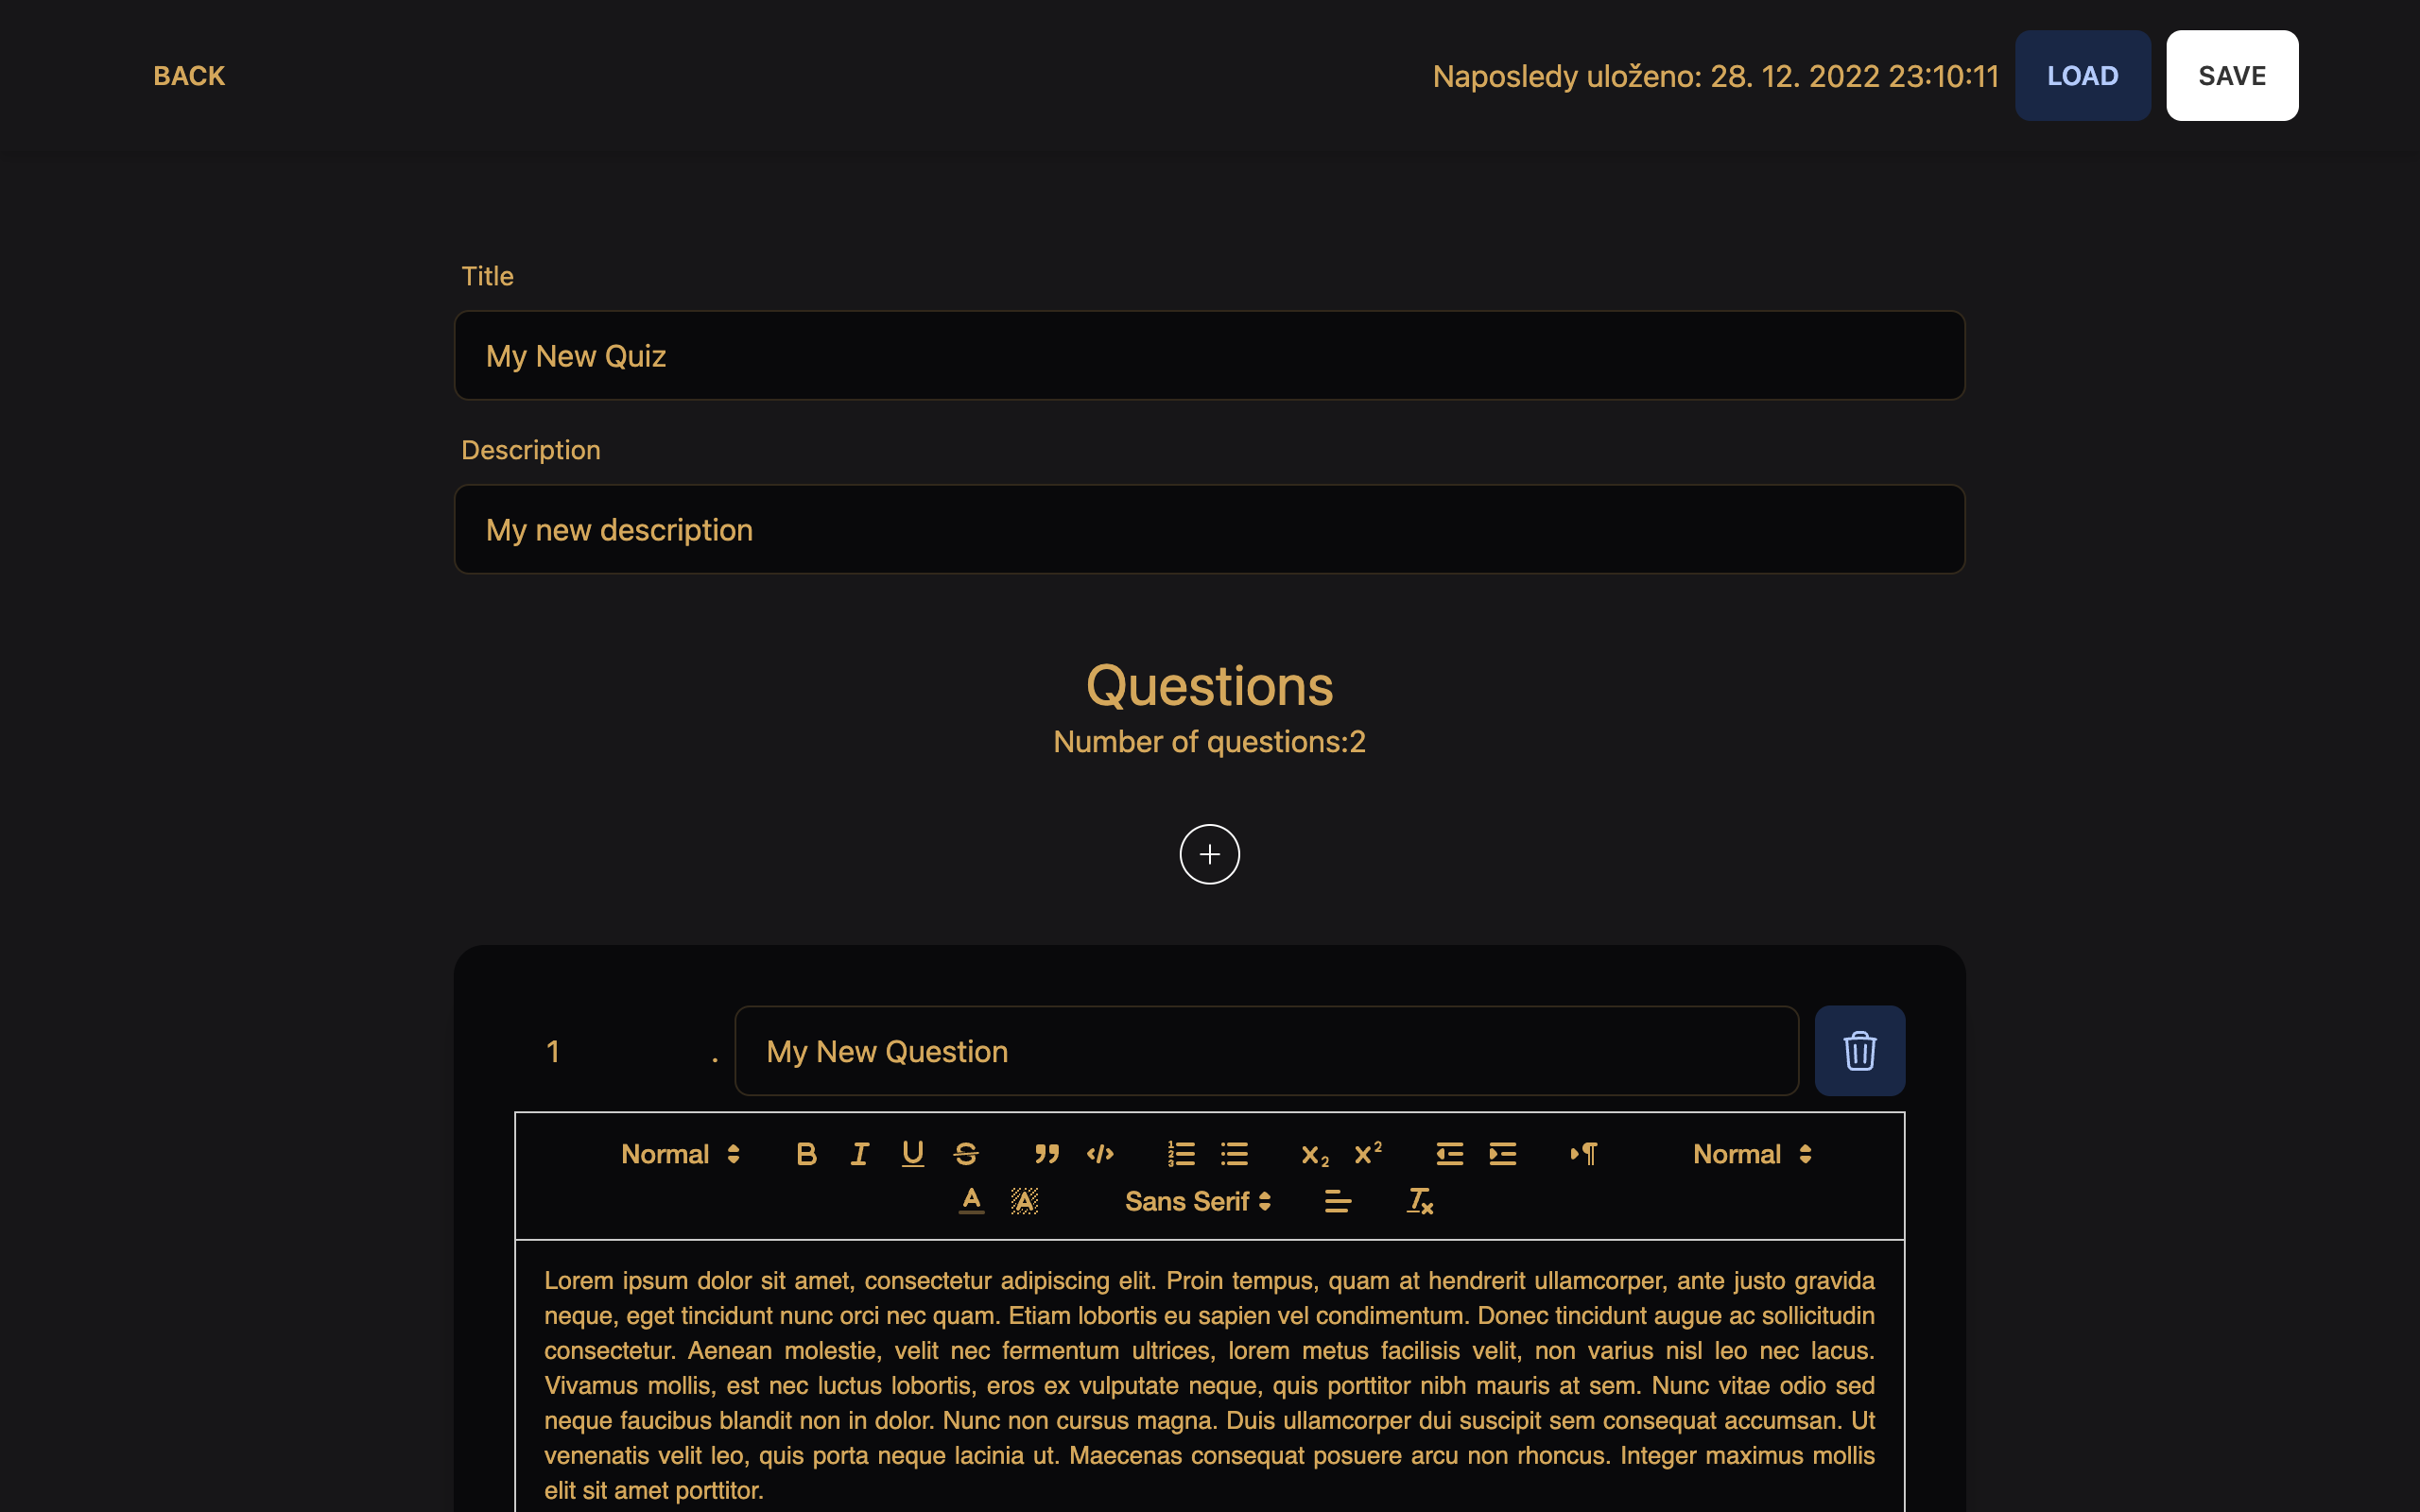 BACK
Naposledy uloženo: 28. 12. 2022 23:10:11
LOAD
SAVE
Title
My New Quiz
Description
My new description
Questions
Number of questions:2
1 .
My New Question
Normal
Normal
Sans Serif
Lorem ipsum dolor sit amet, consectetur adipiscing elit. Proin tempus, quam at hendrerit ullamcorper, ante justo gravida
neque, eget tincidunt nunc orci nec quam. Etiam lobortis eu sapien vel condimentum. Donec tincidunt augue ac sollicitudin
consectetur. Aenean molestie, velit nec fermentum ultrices, lorem metus facilisis velit, non varius nisl leo nec lacus.
Vivamus mollis, est nec luctus lobortis, eros ex vulputate neque, quis porttitor nibh mauris at sem. Nunc vitae odio sed
neque faucibus blandit non in dolor. Nunc non cursus magna. Duis ullamcorper dui suscipit sem consequat accumsan. Ut
venenatis velit leo, quis porta neque lacinia ut. Maecenas consequat posuere arcu non rhoncus. Integer maximus mollis
elit sit amet porttitor.